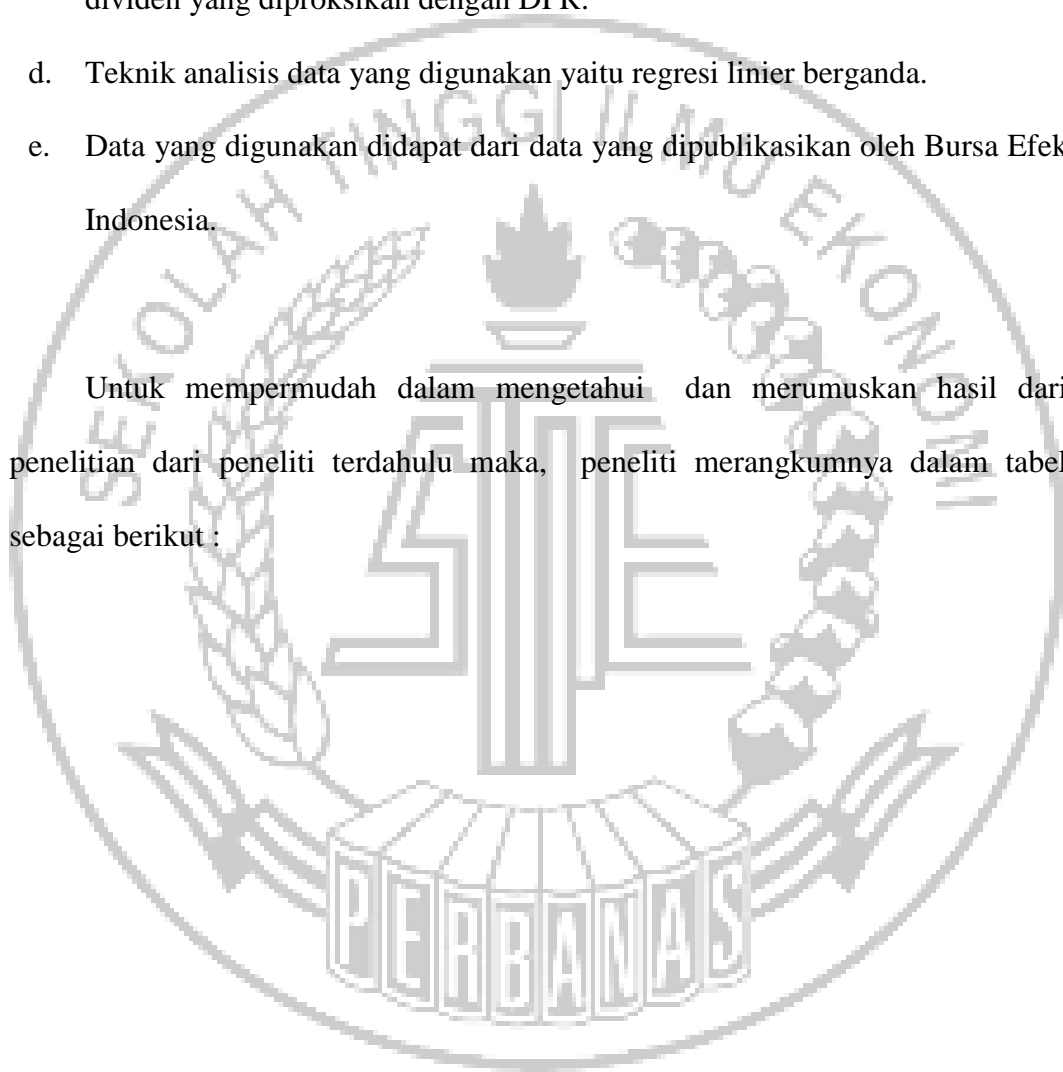 dividen yang diproksikan dengan DPR.
d. Teknik analisis data yang digunakan yaitu regresi linier berganda.
e. Data yang digunakan didapat dari data yang dipublikasikan oleh Bursa Efek
Indonesia.
Untuk mempermudah dalam mengetahui dan merumuskan hasil dari
penelitian dari peneliti terdahulu maka, peneliti merangkumnya dalam tabel
sebagai berikut :
SEKOLAH TINGGI ILMU EKONOMI
STIE
PERBANAS